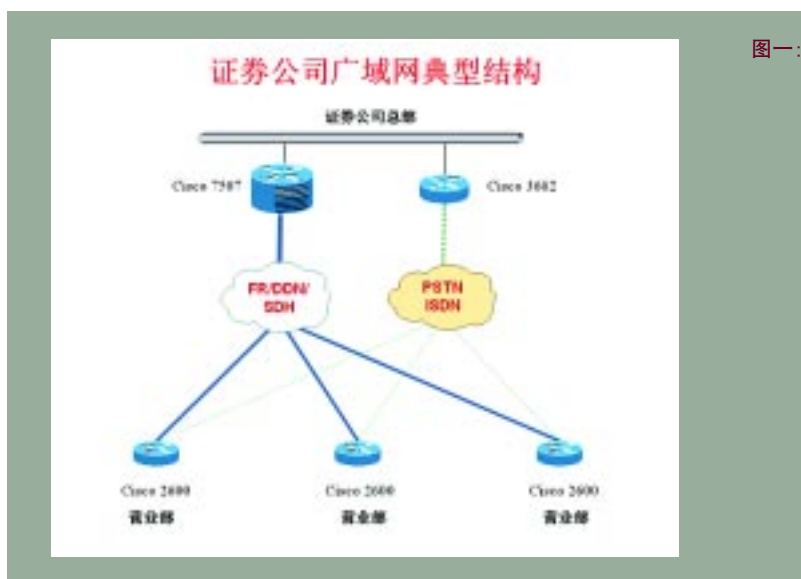 图一:
证券公司广域网典型结构
证券公司总部
Cisco 7507
Cisco 3662
FR/DDN/
SDH
PSTN
ISDN
Cisco 2600
Cisco 2600
Cisco 2600
营业部
营业部
营业部